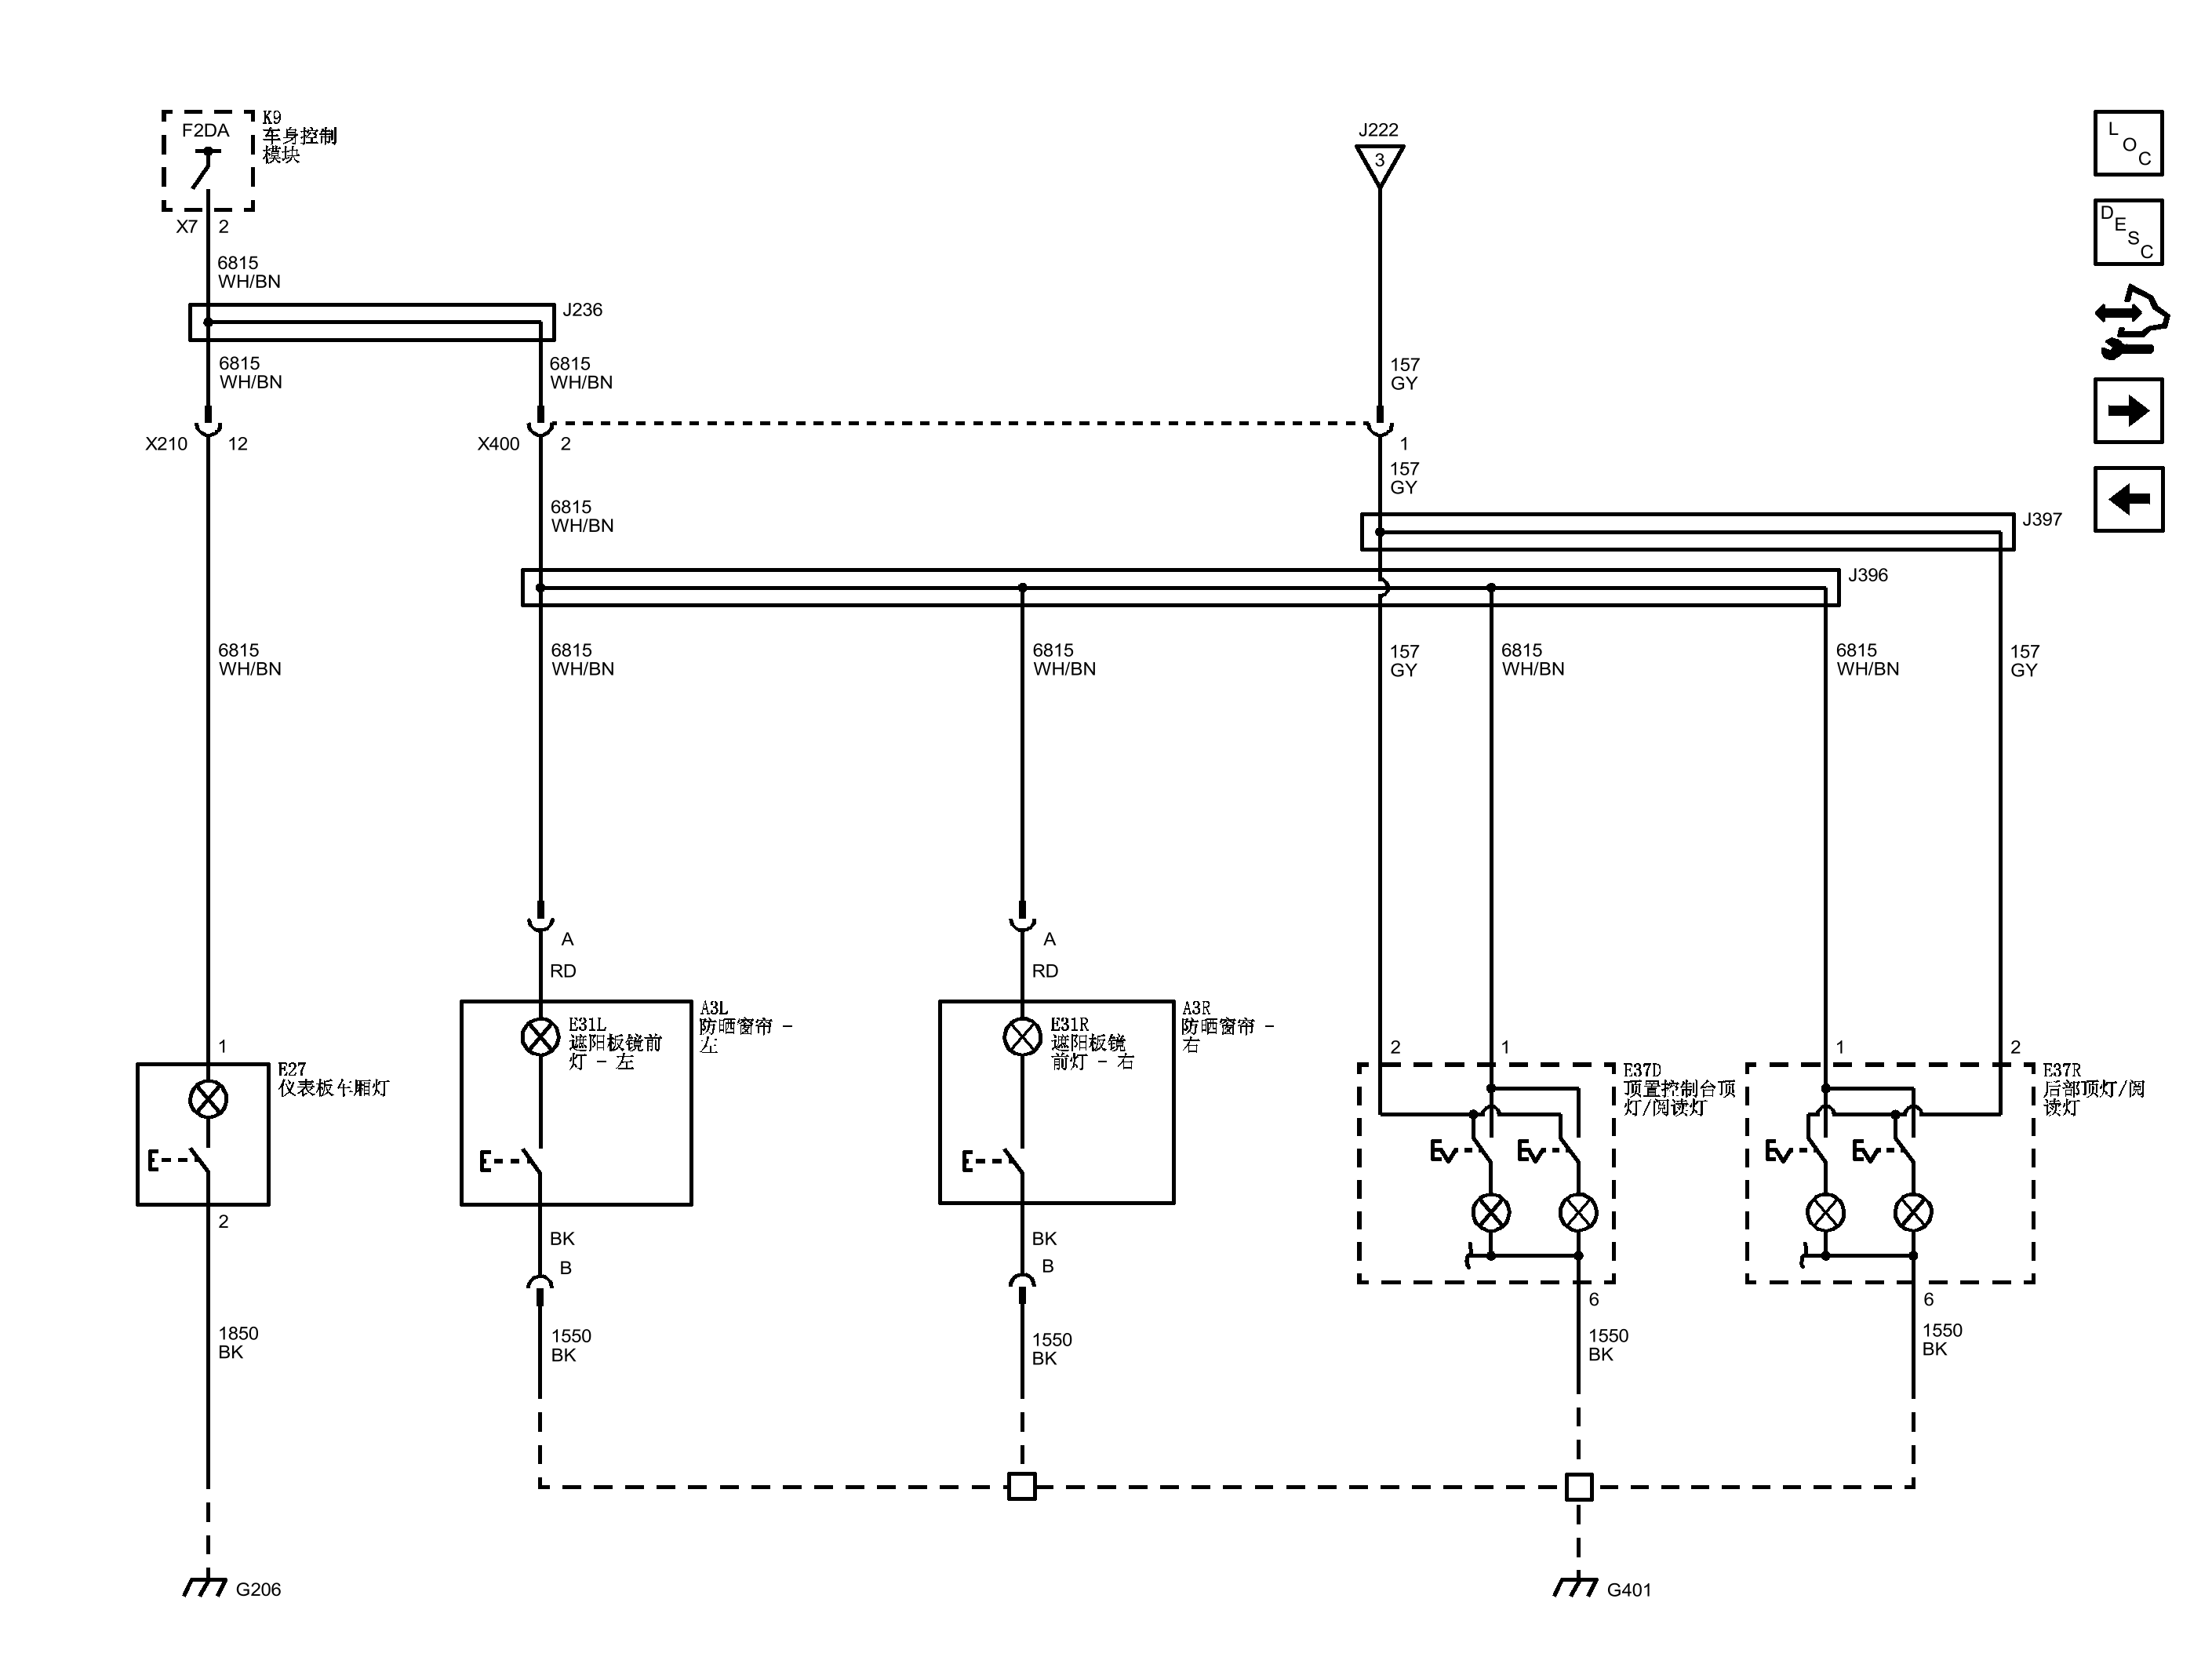 F2DA
K9
车身控制
模块
X7 2
6815
WH/BN
J236
6815
WH/BN
6815
WH/BN
X210 12
X400 2
J222
3
157
GY
1
157
GY
J397
6815
WH/BN
J396
6815
WH/BN
6815
WH/BN
6815
WH/BN
157
GY
6815
WH/BN
6815
WH/BN
157
GY
A
RD
A
RD
1
E27
仪表板车厢灯
2
E31L
遮阳板镜前
灯 - 左
A3L
防晒窗帘 -
左
E31R
遮阳板镜
前灯 - 右
A3R
防晒窗帘 -
右
2 1
E37D
顶置控制台顶
灯/阅读灯
1 2
E37R
后部顶灯/阅
读灯
BK
B
BK
B
6
6
1850
BK
1550
BK
1550
BK
1550
BK
1550
BK
G206
G401
LOC
DESC